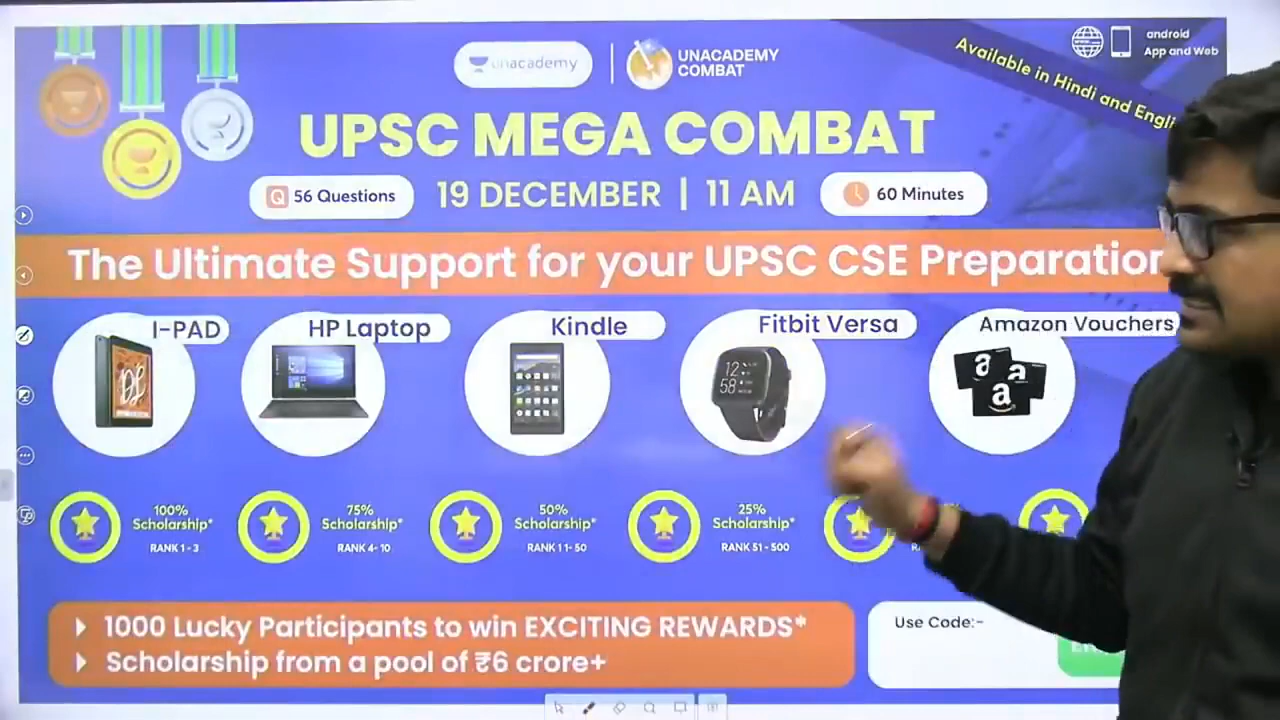 unacademy
UNACADEMY
COMBAT
android
App and Web
Available in Hindi and Engli
UPSC MEGA COMBAT
Q 56 Questions
19 DECEMBER | 11 AM
60 Minutes
The Ultimate Support for your UPSC CSE Preparation
I-PAD
HP Laptop
Kindle
Fitbit Versa
Amazon Vouchers
12
58
a a a
100%
Scholarship*
RANK 1 - 3
75%
Scholarship*
RANK 4- 10
50%
Scholarship*
RANK 11- 50
25%
Scholarship*
RANK 51 - 500
1000 Lucky Participants to win EXCITING REWARDS*
Scholarship from a pool of ₹6 crore+
Use Code:-